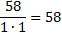 58/(1 · 1) = 58